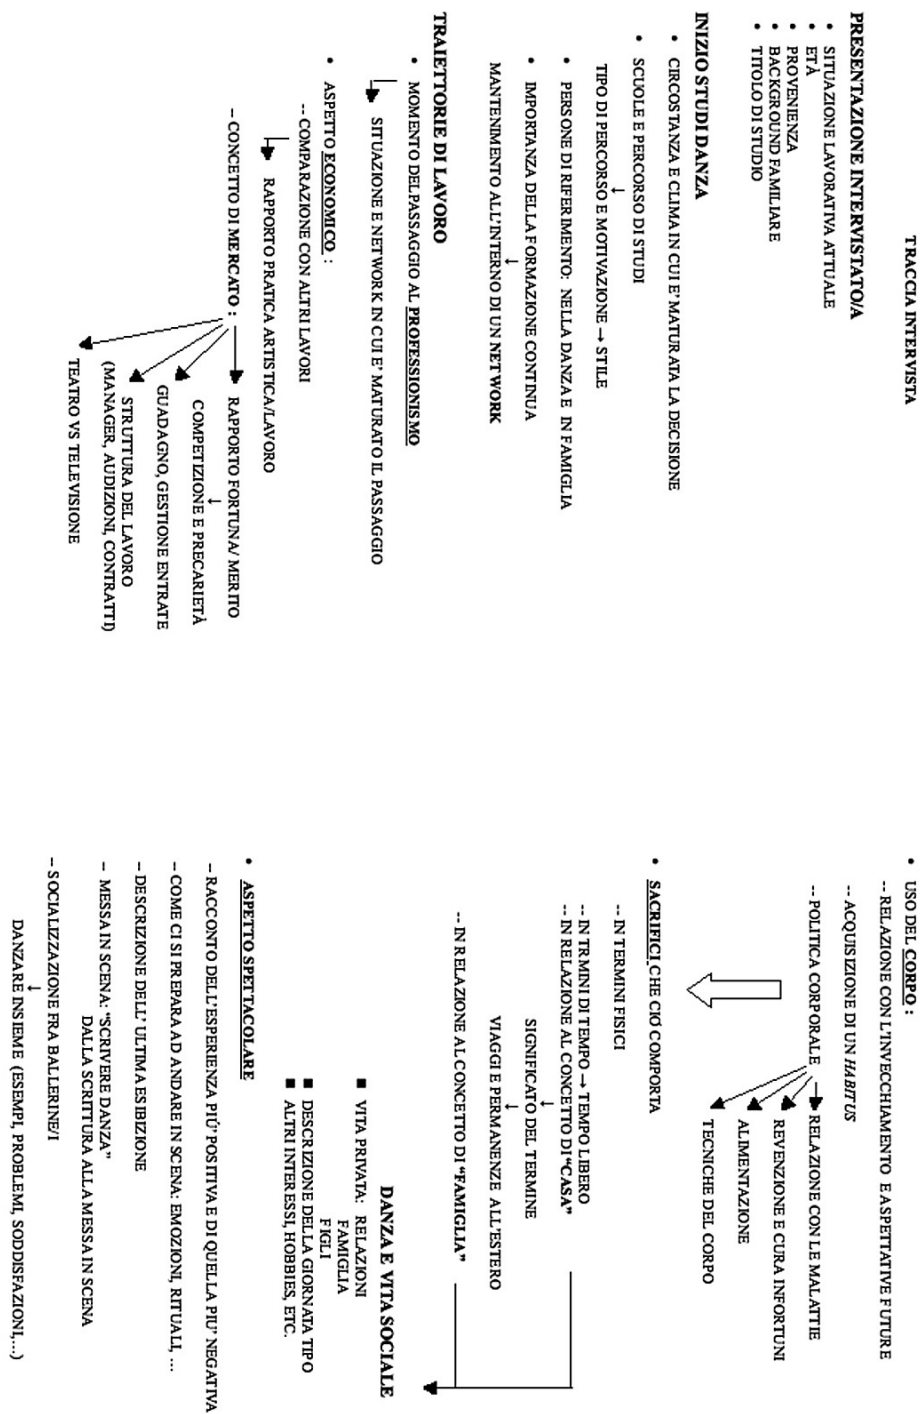 TRACCIA INTERVISTA
PRESENTAZIONE INTERVISTATO/A
• SITUAZIONE LAVORATIVA ATTUALE
• ETÀ
• PROVENIENZA
• BACKGROUND FAMILIARE
• TITOLO DI STUDIO
INIZIO STUDI DANZA
• CIRCOSTANZA E CLIMA IN CUI E' MATURATA LA DECISIONE
• SCUOLE E PERCORSO DI STUDI
↓
TIPO DI PERCORSO E MOTIVAZIONE → STILE
• PERSONE DI RIFERIMENTO: NELLA DANZA E IN FAMIGLIA
• IMPORTANZA DELLA FORMAZIONE CONTINUA
↓
MANTENIMENTO ALL'INTERNO DI UN NETWORK
TRAIETTORIE DI LAVORO
• MOMENTO DEL PASSAGGIO AL PROFESSIONISMO
SITUAZIONE E NETWORK IN CUI E' MATURATO IL PASSAGGIO
• ASPETTO ECONOMICO :
-- COMPARAZIONE CON ALTRI LAVORI
RAPPORTO PRATICA ARTISTICA/LAVORO
-- CONCETTO DI MERCATO :
RAPPORTO FORTUNA/ MERITO
↓
COMPETIZIONE E PRECARIETÀ
GUADAGNO, GESTIONE ENTRATE
STRUTTURA DEL LAVORO
(MANAGER, AUDIZIONI, CONTRATTI)
TEATRO VS TELEVISIONE
• USO DEL CORPO :
-- RELAZIONE CON L'INVECCHIAMENTO E ASPETTATIVE FUTURE
-- ACQUISIZIONE DI UN HABITUS
-- POLITICA CORPORALE
RELAZIONE CON LE MALATTIE
REVENZIONE E CURA INFORTUNI
ALIMENTAZIONE
TECNICHE DEL CORPO
• SACRIFICI CHE CIÓ COMPORTA
-- IN TERMINI FISICI
-- IN TRMINI DI TEMPO → TEMPO LIBERO
-- IN RELAZIONE AL CONCETTO DI "CASA"
↓
SIGNIFICATO DEL TERMINE
↓
VIAGGI E PERMANENZE ALL'ESTERO
-- IN RELAZIONE AL CONCETTO DI "FAMIGLIA"
DANZA E VITA SOCIALE
■ VITA PRIVATA: RELAZIONI
FAMIGLIA
FIGLI
■ DESCRIZIONE DELLA GIORNATA TIPO
■ ALTRI INTERESSI, HOBBIES, ETC.
• ASPETTO SPETTACOLARE
-- RACCONTO DELL'ESPERIENZA PIÚ' POSITIVA E DI QUELLA PIU' NEGATIVA
-- COME CI SI PREPARA AD ANDARE IN SCENA: EMOZIONI, RITUALI, ...
-- DESCRIZIONE DELL' ULTIMA ESIBIZIONE
-- MESSA IN SCENA: "SCRIVERE DANZA"
DALLA SCRITTURA ALLA MESSA IN SCENA
-- SOCIALIZZAZIONE FRA BALLERINE/I
↓
DANZARE INSIEME (ESEMPI, PROBLEMI, SODDISFAZIONI,...)